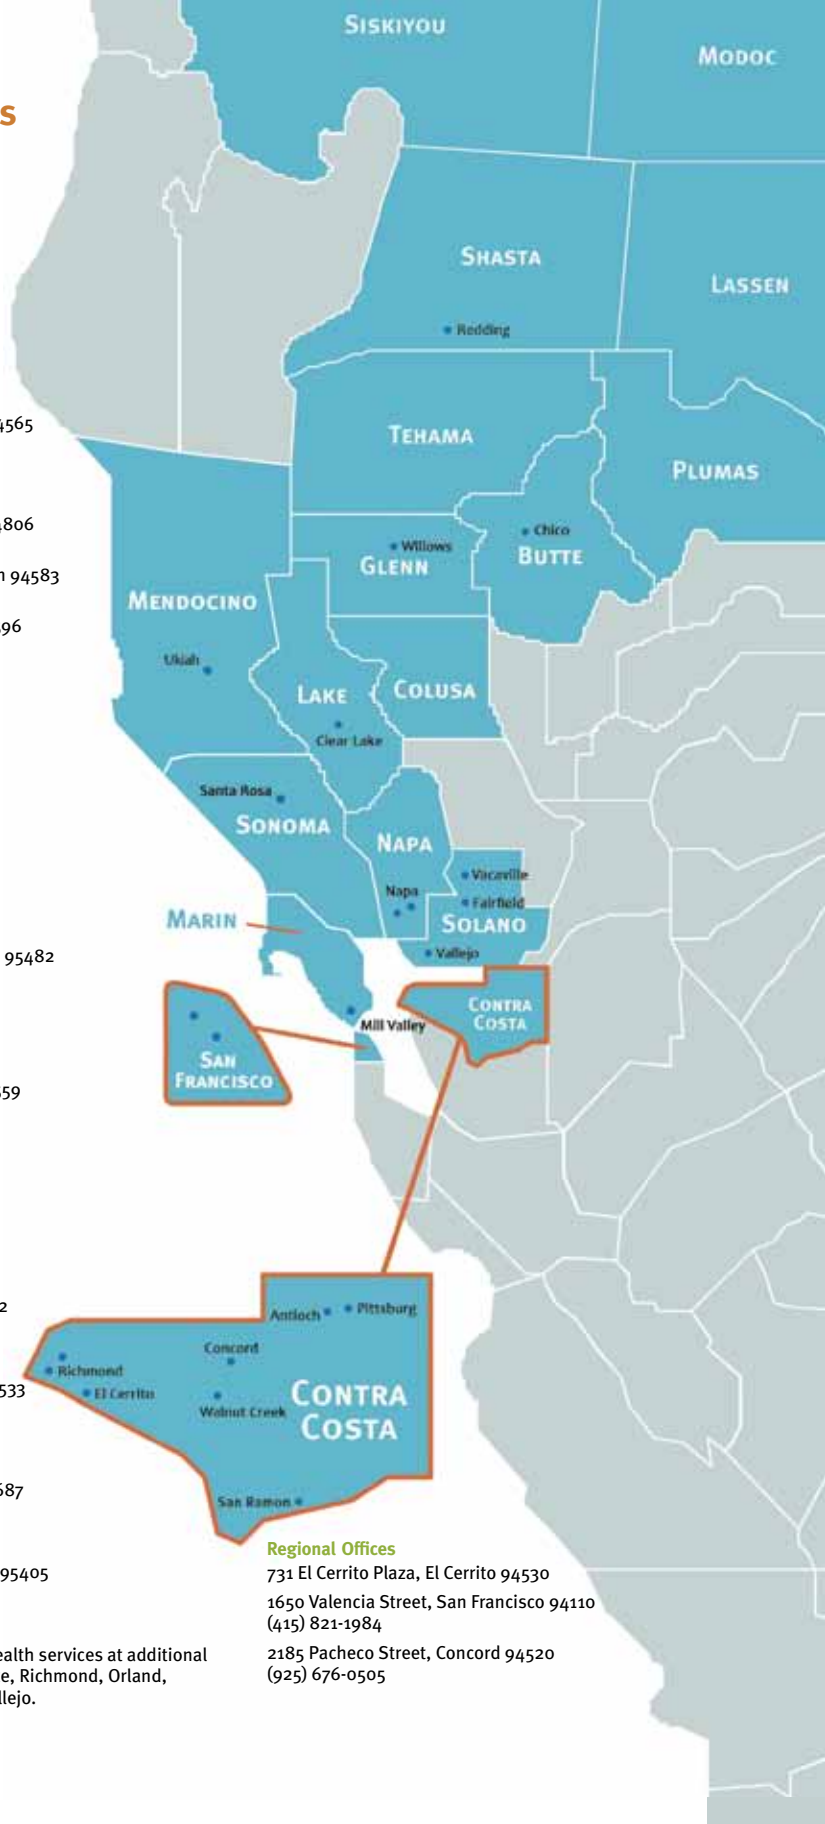 SISKIYOU
MODOC
s
SHASTA
LASSEN
Redding
4565
TEHAMA
PLUMAS
4806
Chico
Willows
BUTTE
GLENN
n 94583
MENDOCINO
596
Ukiah
LAKE
COLUSA
Clear Lake
Santa Rosa
SONOMA
NAPA
Vacaville
Napa
Fairfield
MARIN
SOLANO
Vallejo
95482
CONTRA
COSTA
Mill Valley
SAN
FRANCISCO
559
2
Antioch
Pittsburg
Concord
Richmond
El Cerrito
533
Walnut Creek
CONTRA
COSTA
587
San Ramon
Regional Offices
731 El Cerrito Plaza, El Cerrito 94530
1650 Valencia Street, San Francisco 94110
(415) 821-1984
2185 Pacheco Street, Concord 94520
(925) 676-0505
95405
ealth services at additional
e, Richmond, Orland,
llejo.